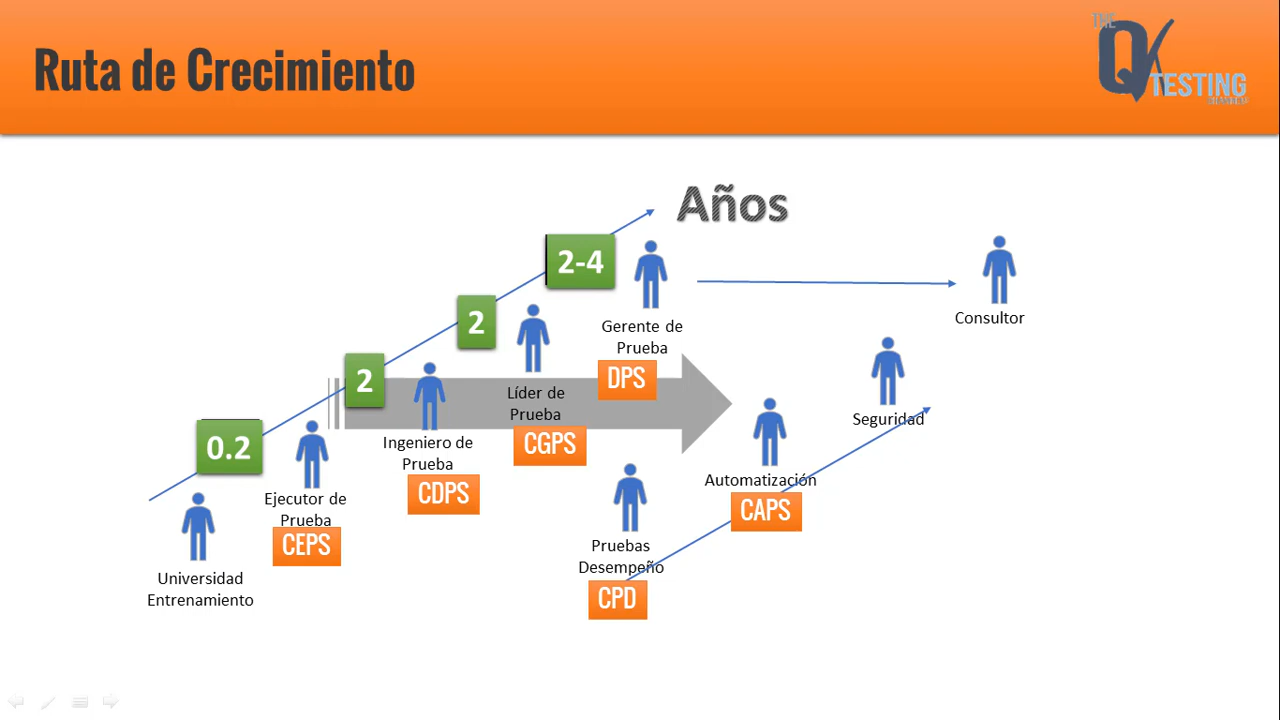 Ruta de Crecimiento
THE
QA
TESTING
Años
2-4
2
2
0.2
Gerente de
Prueba
DPS
Consultor
Líder de
Prueba
CGPS
Seguridad
Ingeniero de
Prueba
CDPS
Automatización
CAPS
Ejecutor de
Prueba
CEPS
Pruebas
Desempeño
CPD
Universidad
Entrenamiento